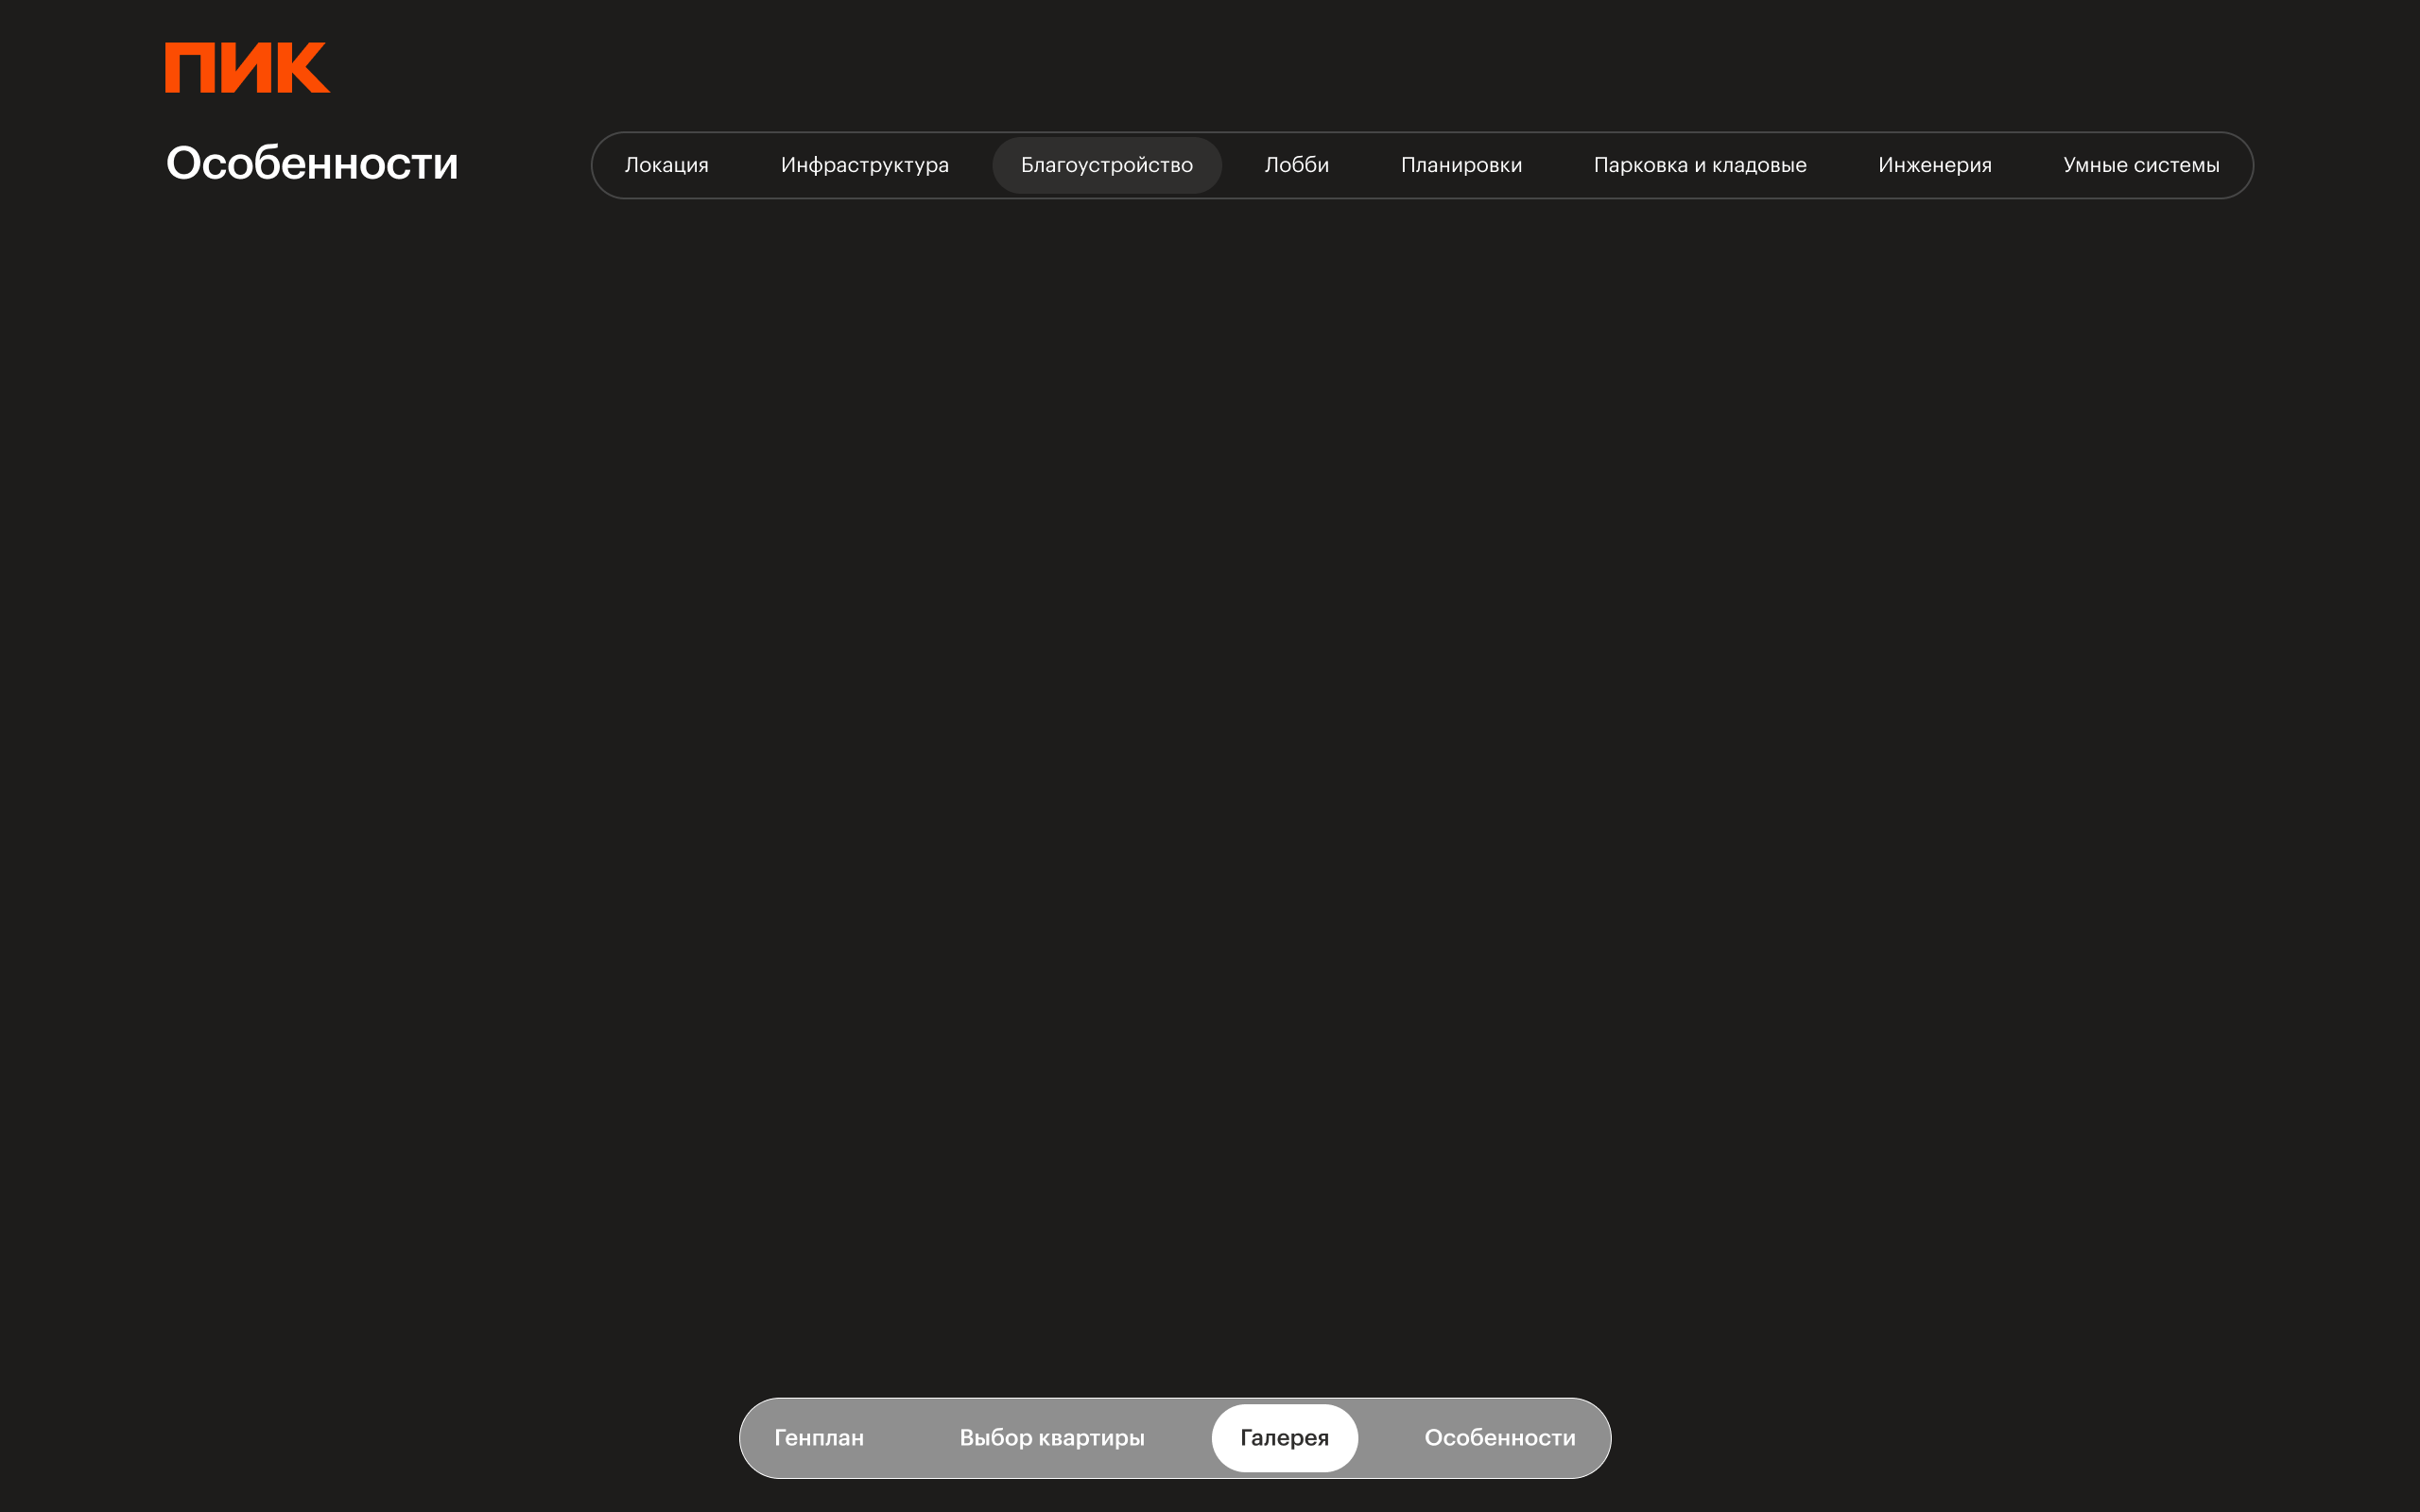 ПИК
Особенности
Локация Инфраструктура Благоустройство Лобби Планировки Парковка и кладовые Инженерия Умные системы
Генплан Выбор квартиры Галерея Особенности